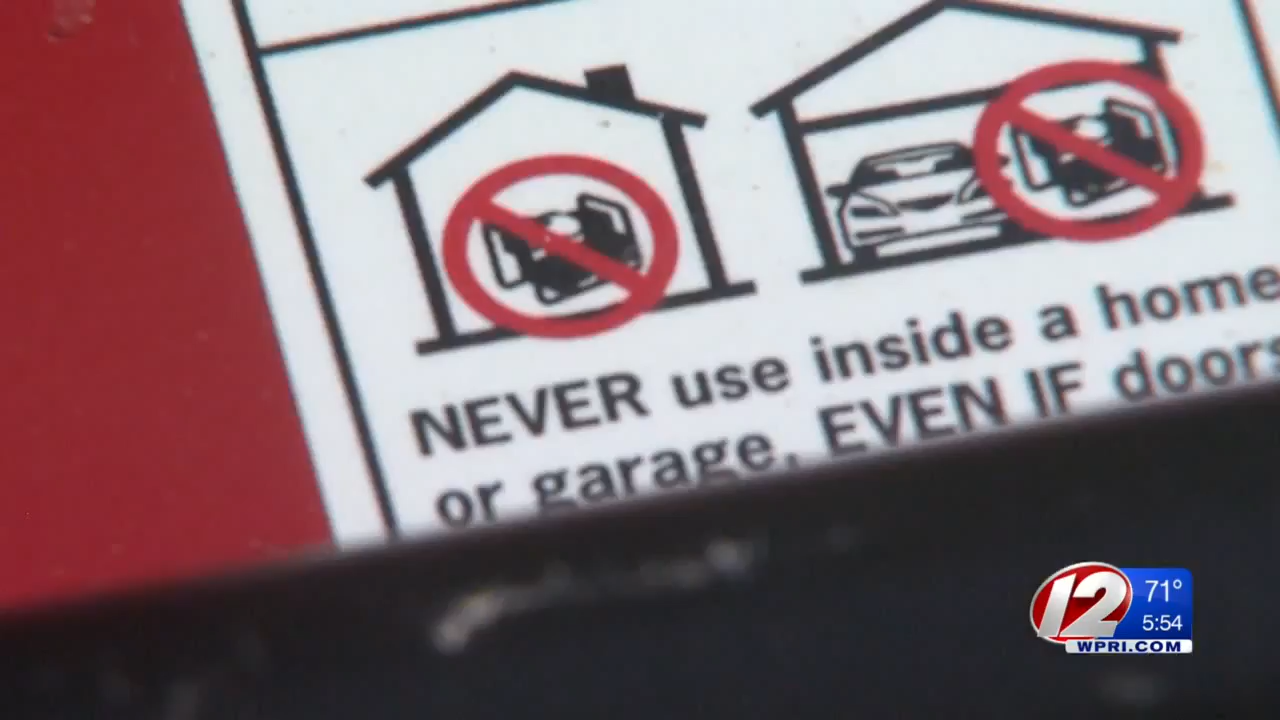 NEVER use inside a home
or garage, EVEN IF doors
12
71°
5:54
WPRI.COM